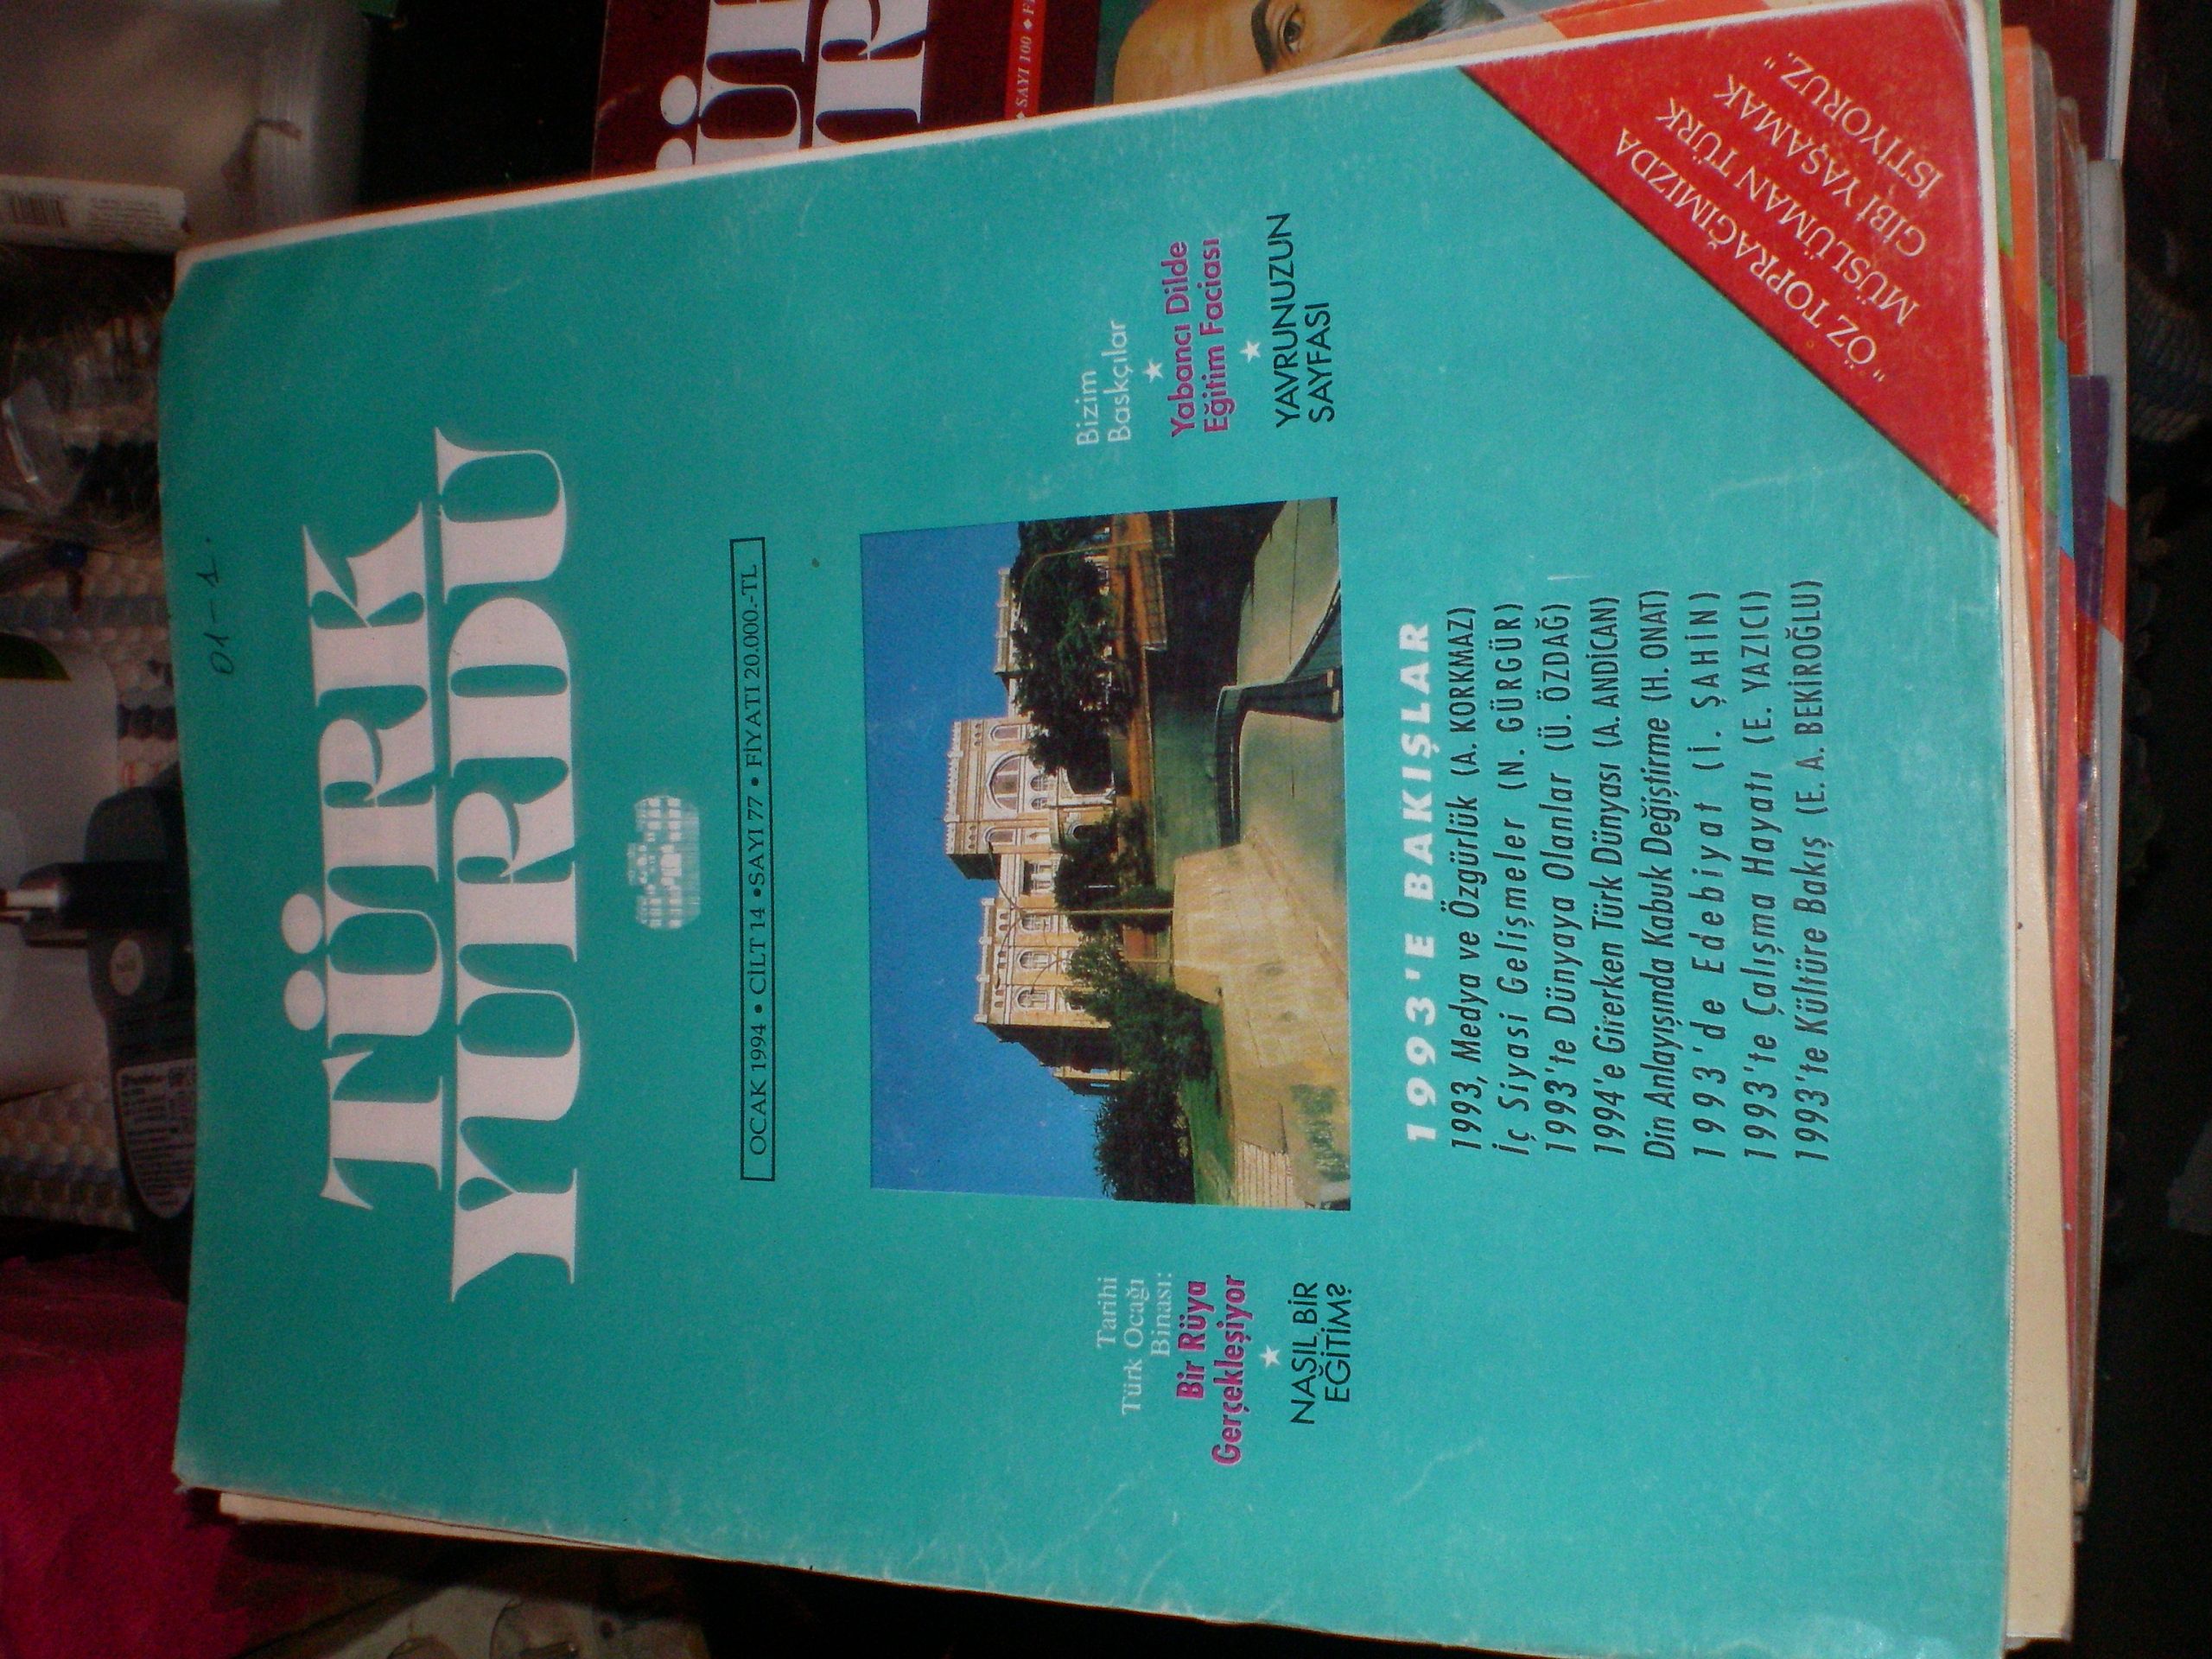 01-1.
TÜRK
YURDU
OCAK 1994 • CİLT 14 •SAYI 77 • FİYATI 20.000.-TL
Tarihi
Türk Ocağı
Binası:
Bir Rüya
Gerçekleşiyor
NASIL BİR
EĞİTİM?
Bizim
Baskçılar
Yabancı Dilde
Eğitim Faciası
YAVRUNUZUN
SAYFASI
1993'E BAKIŞLAR
1993, Medya ve Özgürlük (A. KORKMAZ)
İç Siyasi Gelişmeler (N. GÜRGÜR)
1993'te Dünyaya Olanlar (Ü. ÖZDAĞ)
1994'e Girerken Türk Dünyası (A. ANDİCAN)
Din Anlayışında Kabuk Değiştirme (H. ONAT)
1993'de Edebiyat (İ. ŞAHİN)
1993'te Çalışma Hayatı (E. YAZICI)
1993'te Kültüre Bakış (E. A. BEKİROĞLU)
"ÖZ TOPRAĞIMIZDA
MÜSLÜMAN TÜRK
GİBİ YAŞAMAK
İSTİYORUZ."
SAYI 100